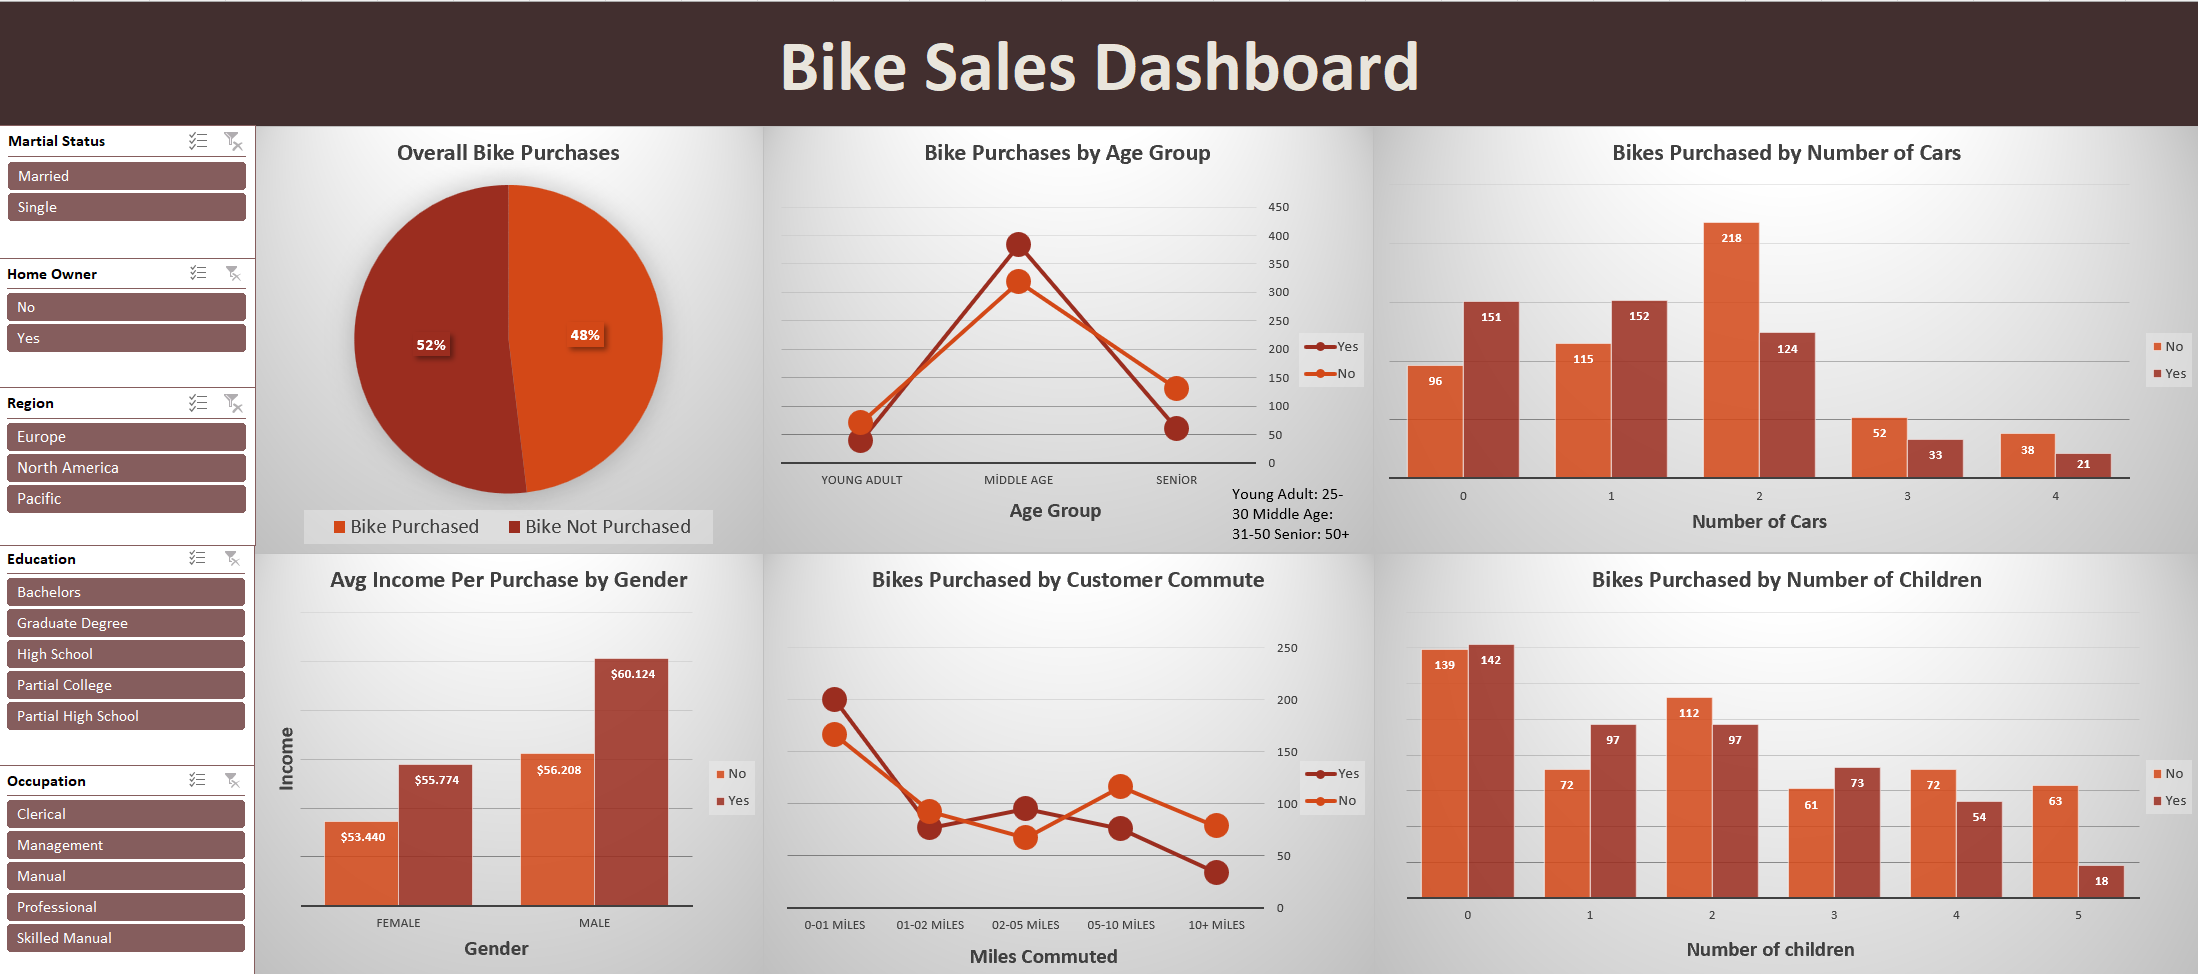 Bike Sales Dashboard
Martial Status
Married
Single
Home Owner
No
Yes
Region
Europe
North America
Pacific
Education
Bachelors
Graduate Degree
High School
Partial College
Partial High School
Occupation
Clerical
Management
Manual
Professional
Skilled Manual
Overall Bike Purchases
52%
48%
Bike Purchased
Bike Not Purchased
Bike Purchases by Age Group
450
400
350
300
250
200
150
100
50
0
Yes
No
YOUNG ADULT
MİDDLE AGE
SENİOR
Age Group
Young Adult: 25-
30 Middle Age:
31-50 Senior: 50+
Bikes Purchased by Number of Cars
96
151
115
152
218
124
52
33
38
21
0
1
2
3
4
Number of Cars
No
Yes
Avg Income Per Purchase by Gender
Income
$53.440
$55.774
$56.208
$60.124
FEMALE
MALE
Gender
No
Yes
Bikes Purchased by Customer Commute
250
200
150
100
50
0
Yes
No
0-01 MİLES
01-02 MİLES
02-05 MİLES
05-10 MİLES
10+ MİLES
Miles Commuted
Bikes Purchased by Number of Children
139
142
72
97
112
97
61
73
72
54
63
18
0
1
2
3
4
5
Number of children
No
Yes